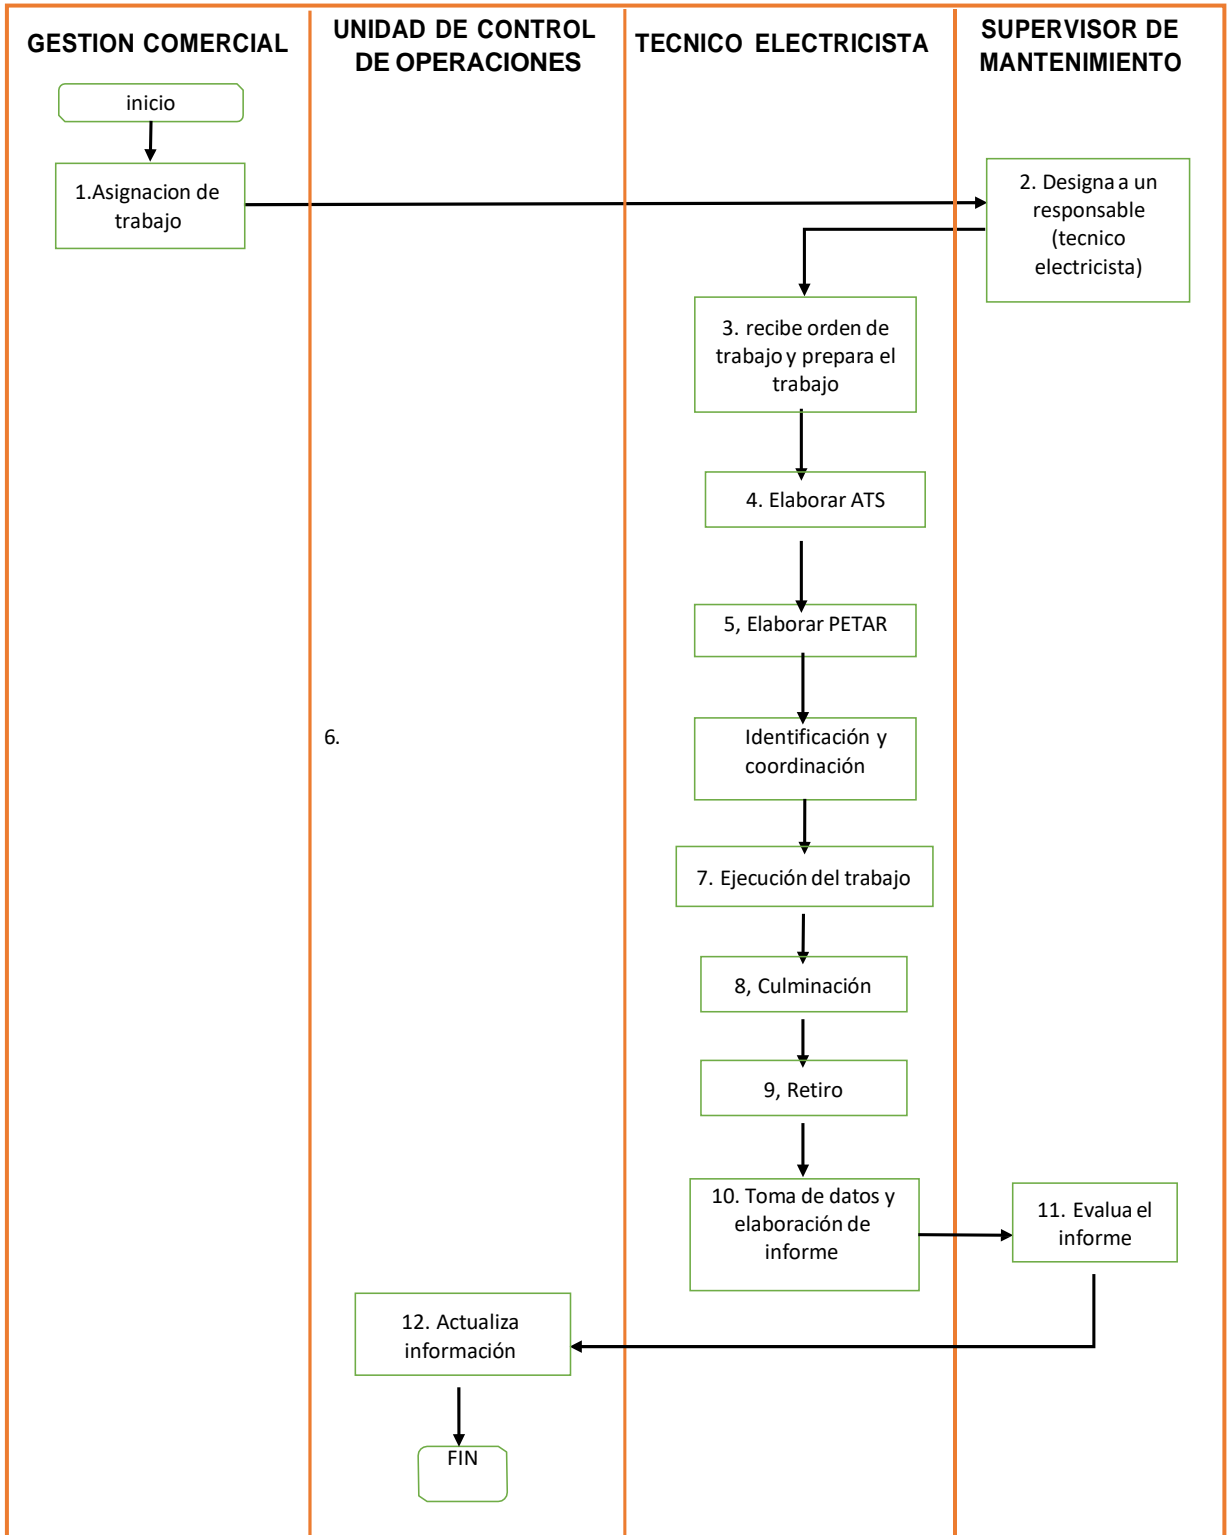 GESTION COMERCIAL
UNIDAD DE CONTROL
DE OPERACIONES
TECNICO ELECTRICISTA
SUPERVISOR DE
MANTENIMIENTO
inicio
1.Asignacion de
trabajo
2. Designa a un
responsable
(tecnico
electricista)
3. recibe orden de
trabajo y prepara el
trabajo
4. Elaborar ATS
5, Elaborar PETAR
6.
Identificación y
coordinación
7. Ejecución del trabajo
8, Culminación
9, Retiro
10. Toma de datos y
elaboración de
informe
11. Evalua el
informe
12. Actualiza
información
FIN